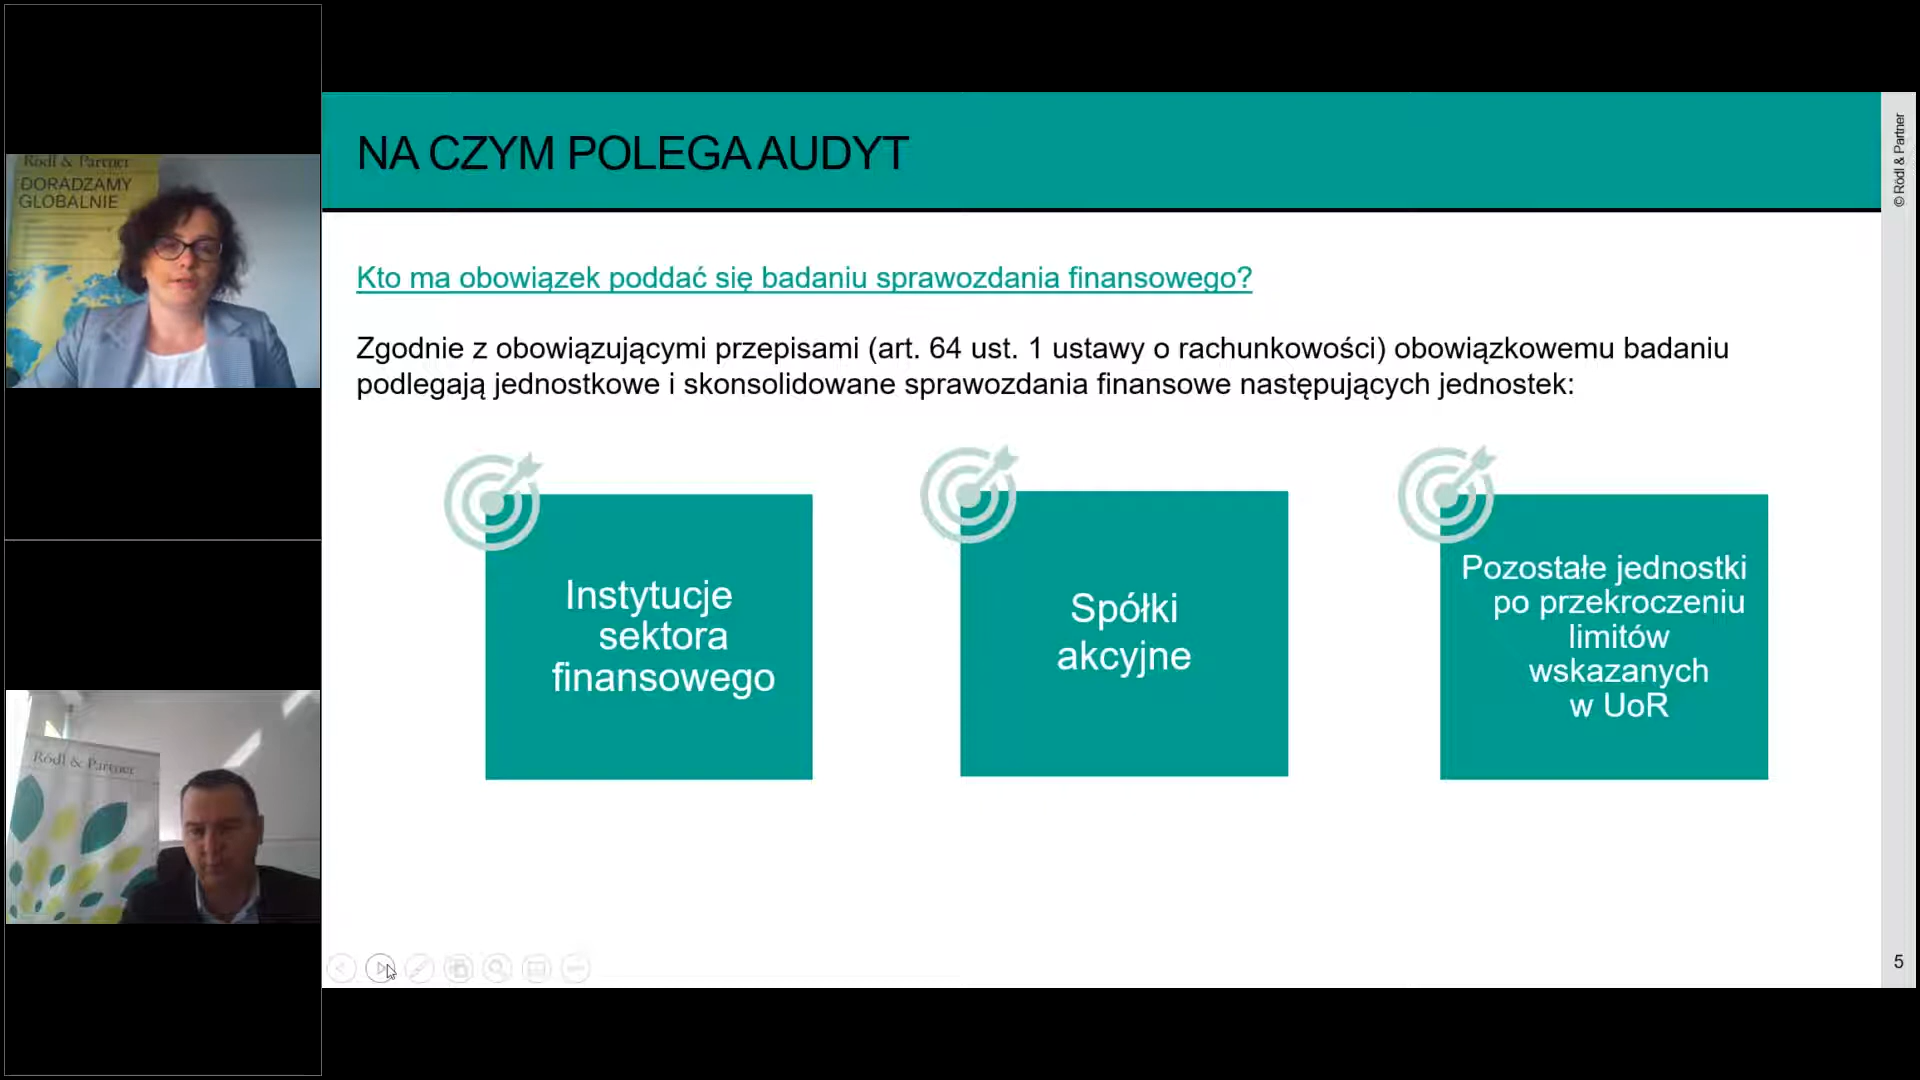 Rödl & Partner
DORADZAMY
GLOBALNIE
Rödl & Partner
NA CZYM POLEGA AUDYT
© Rödl & Partner
Kto ma obowiązek poddać się badaniu sprawozdania finansowego?
Zgodnie z obowiązującymi przepisami (art. 64 ust. 1 ustawy o rachunkowości) obowiązkowemu badaniu
podlegają jednostkowe i skonsolidowane sprawozdania finansowe następujących jednostek:
Instytucje
sektora
finansowego
Spółki
akcyjne
Pozostałe jednostki
po przekroczeniu
limitów
wskazanych
w UoR
5